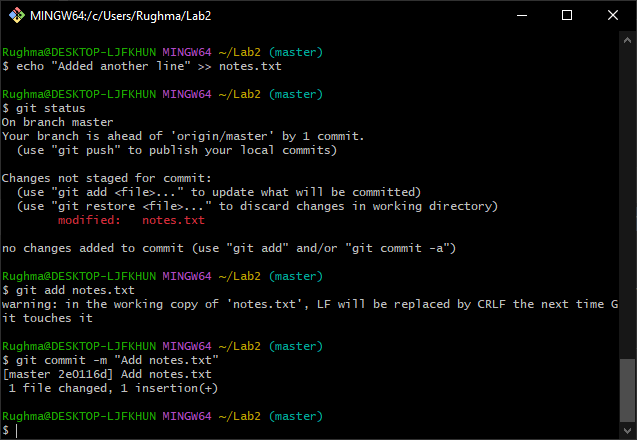 MINGW64:/c/Users/Rughma/Lab2
Rughma@DESKTOP-LJFKHUN MINGW64 ~/Lab2 (master)
$ echo "Added another line" >> notes.txt
Rughma@DESKTOP-LJFKHUN MINGW64 ~/Lab2 (master)
$ git status
On branch master
Your branch is ahead of 'origin/master' by 1 commit.
  (use "git push" to publish your local commits)
Changes not staged for commit:
  (use "git add <file>..." to update what will be committed)
  (use "git restore <file>..." to discard changes in working directory)
        modified:   notes.txt
no changes added to commit (use "git add" and/or "git commit -a")
Rughma@DESKTOP-LJFKHUN MINGW64 ~/Lab2 (master)
$ git add notes.txt
warning: in the working copy of 'notes.txt', LF will be replaced by CRLF the next time G
it touches it
Rughma@DESKTOP-LJFKHUN MINGW64 ~/Lab2 (master)
$ git commit -m "Add notes.txt"
[master 2e0116d] Add notes.txt
 1 file changed, 1 insertion(+)
Rughma@DESKTOP-LJFKHUN MINGW64 ~/Lab2 (master)
$